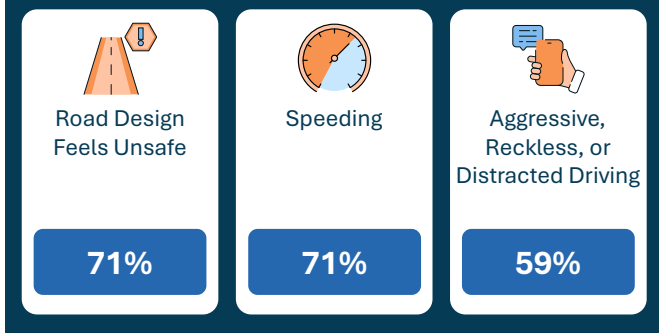 Road Design
Feels Unsafe
71%
Speeding
71%
Aggressive,
Reckless, or
Distracted Driving
59%